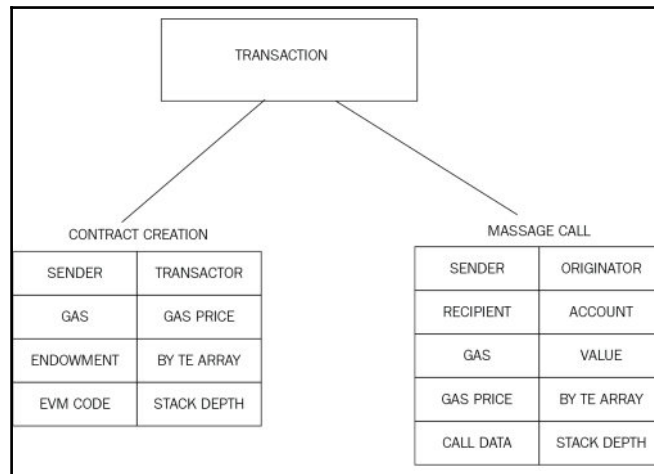 TRANSACTION
CONTRACT CREATION
SENDER TRANSACTOR
GAS GAS PRICE
ENDOWMENT BY TE ARRAY
EVM CODE STACK DEPTH
MASSAGE CALL
SENDER ORIGINATOR
RECIPIENT ACCOUNT
GAS VALUE
GAS PRICE BY TE ARRAY
CALL DATA STACK DEPTH